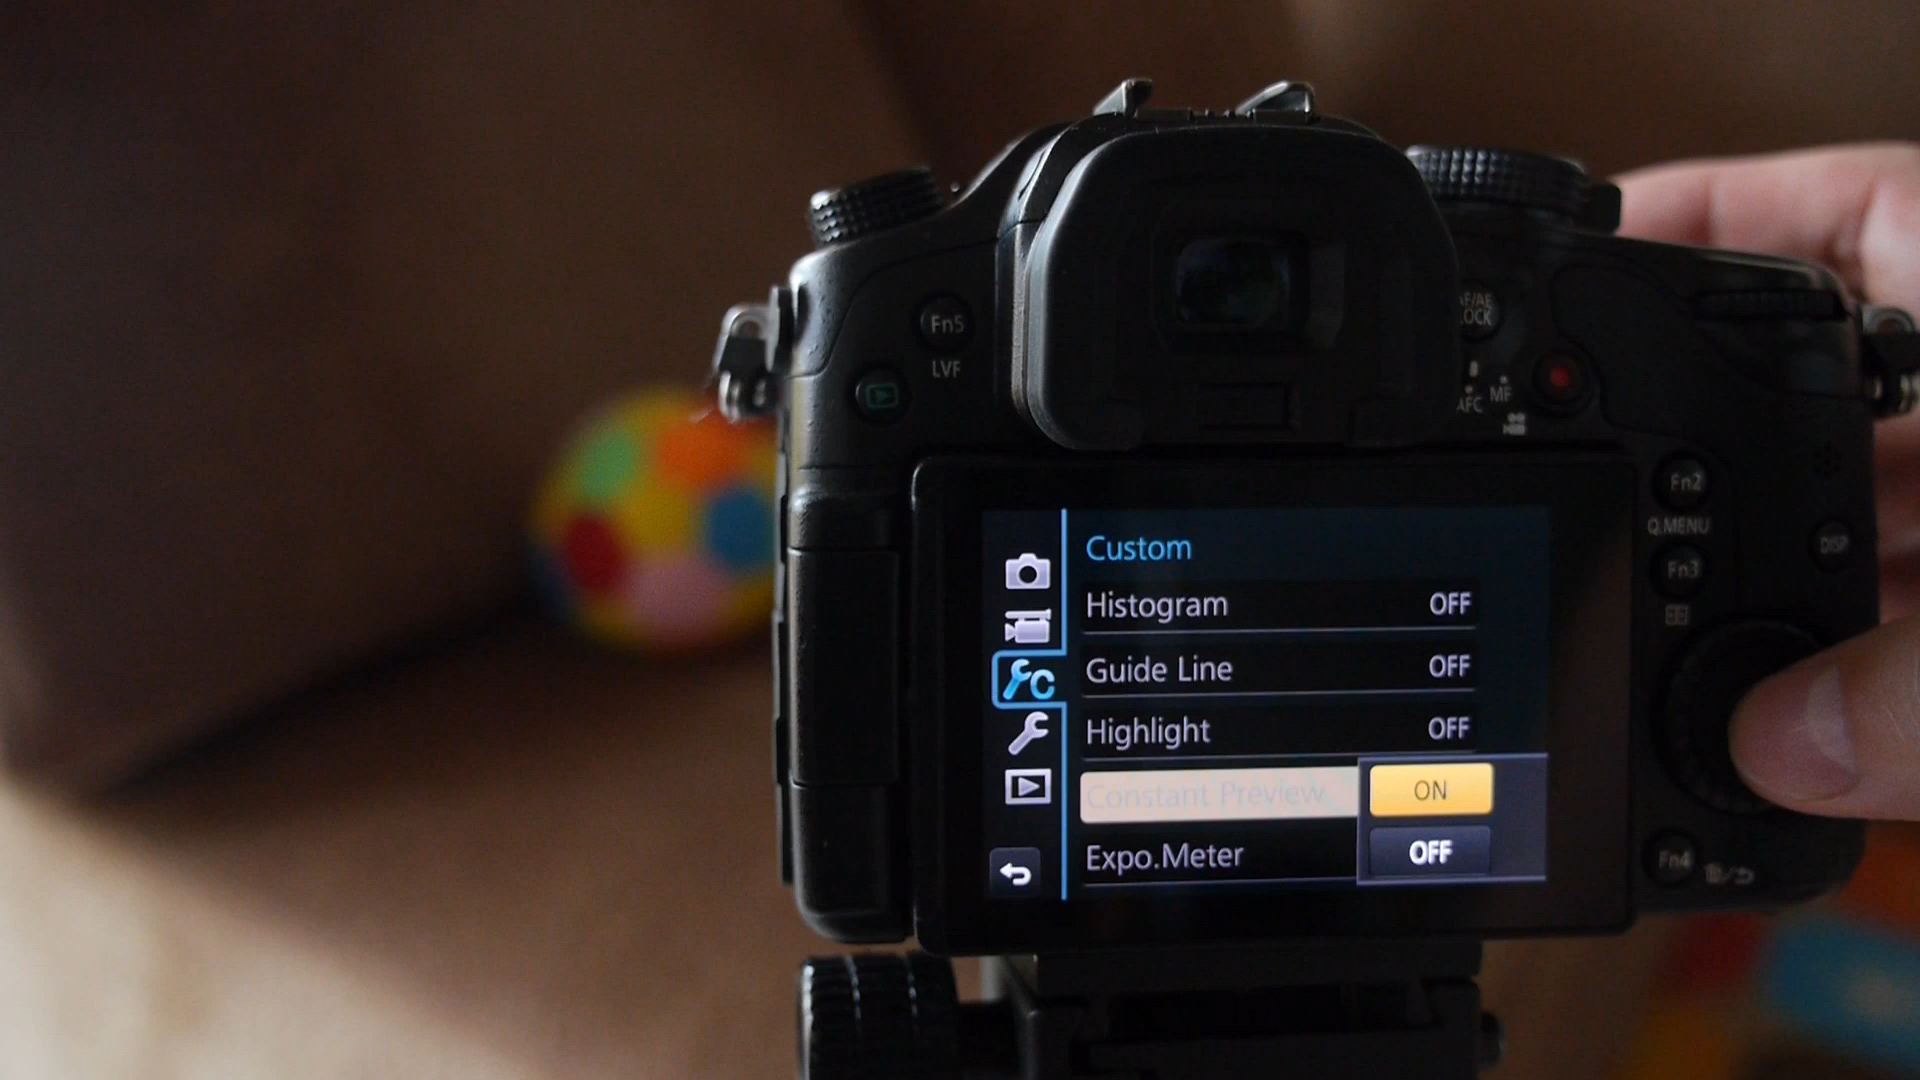 Fn5
LVF
AF/AE
LOCK
AFC MF
Fn2
Q.MENU
DISP
Fn3
Custom
Histogram OFF
Guide Line OFF
Highlight OFF
Constant Preview ON
OFF
Expo.Meter
C
Fn4